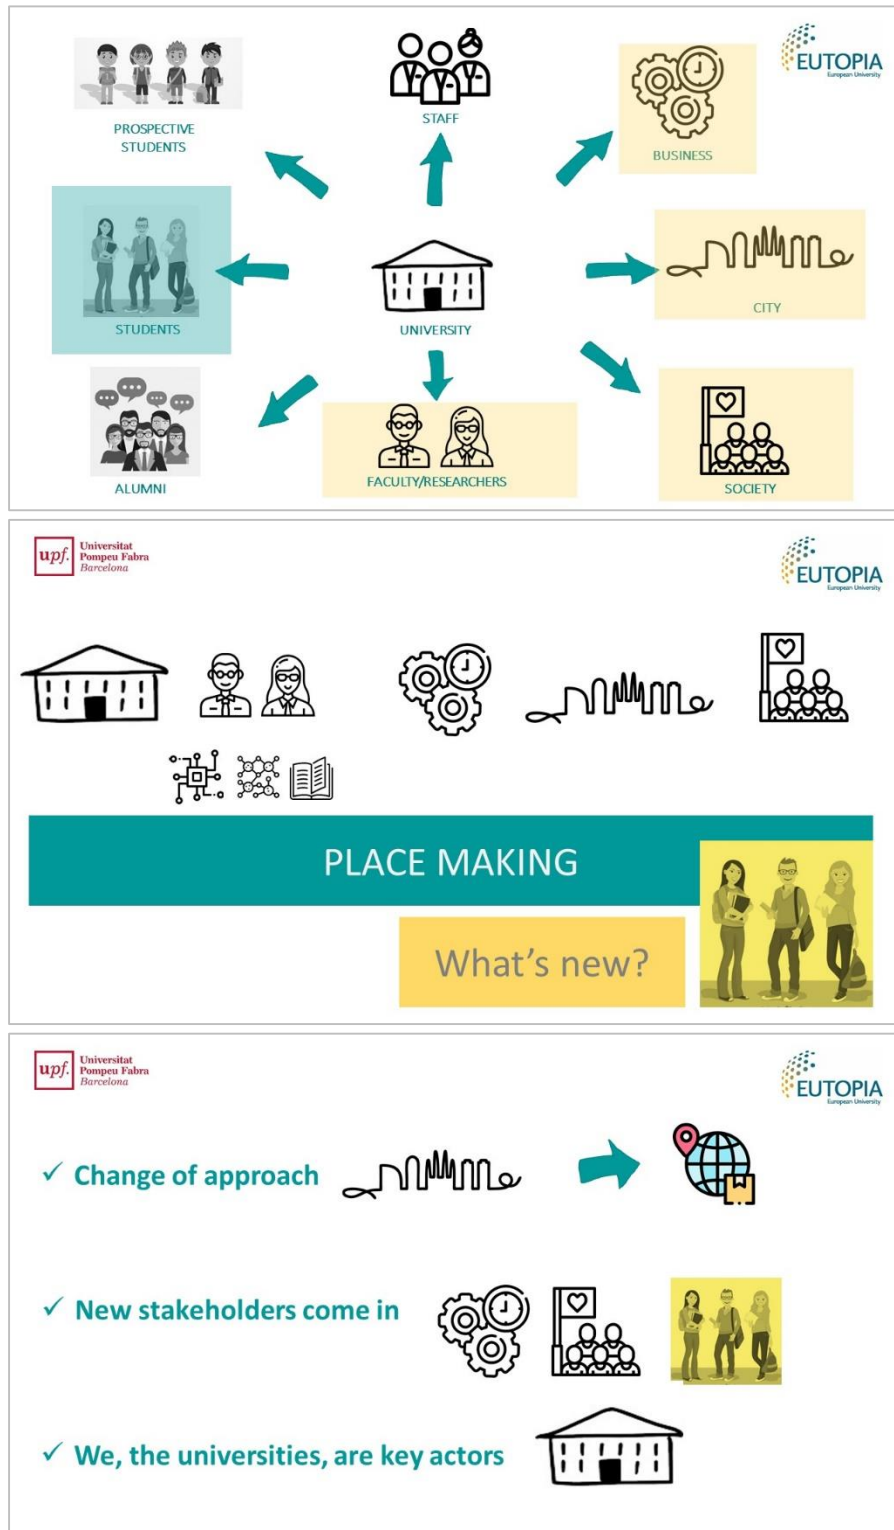 EUTOPIA
European University
PROSPECTIVE
STUDENTS
STAFF
BUSINESS
STUDENTS
UNIVERSITY
CITY
ALUMNI
FACULTY/RESEARCHERS
SOCIETY
upf.
Universitat
Pompeu Fabra
Barcelona
EUTOPIA
European University
PLACE MAKING
What's new?
upf.
Universitat
Pompeu Fabra
Barcelona
EUTOPIA
European University
✓ Change of approach
✓ New stakeholders come in
✓ We, the universities, are key actors